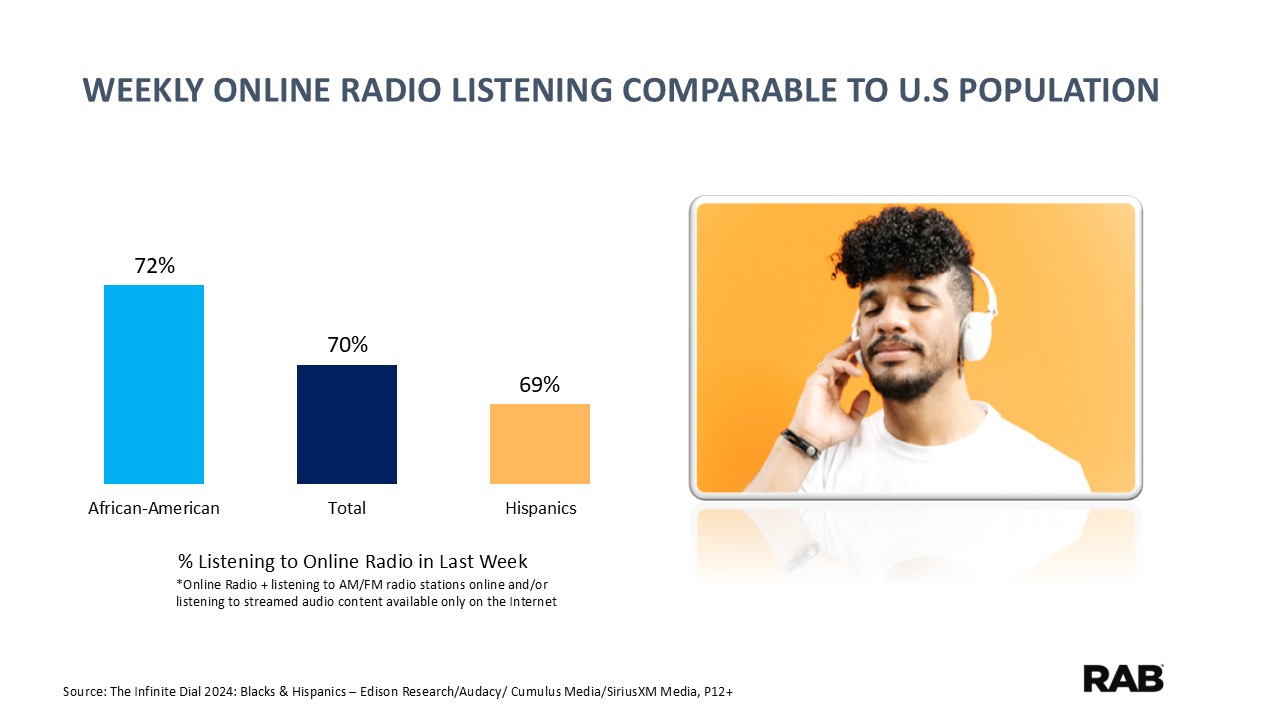 WEEKLY ONLINE RADIO LISTENING COMPARABLE TO U.S POPULATION
72%
70%
69%
African-American
Total
Hispanics
% Listening to Online Radio in Last Week
*Online Radio + listening to AM/FM radio stations online and/or
listening to streamed audio content available only on the Internet
Source: The Infinite Dial 2024: Blacks & Hispanics – Edison Research/Audacy/ Cumulus Media/SiriusXM Media, P12+
RAB